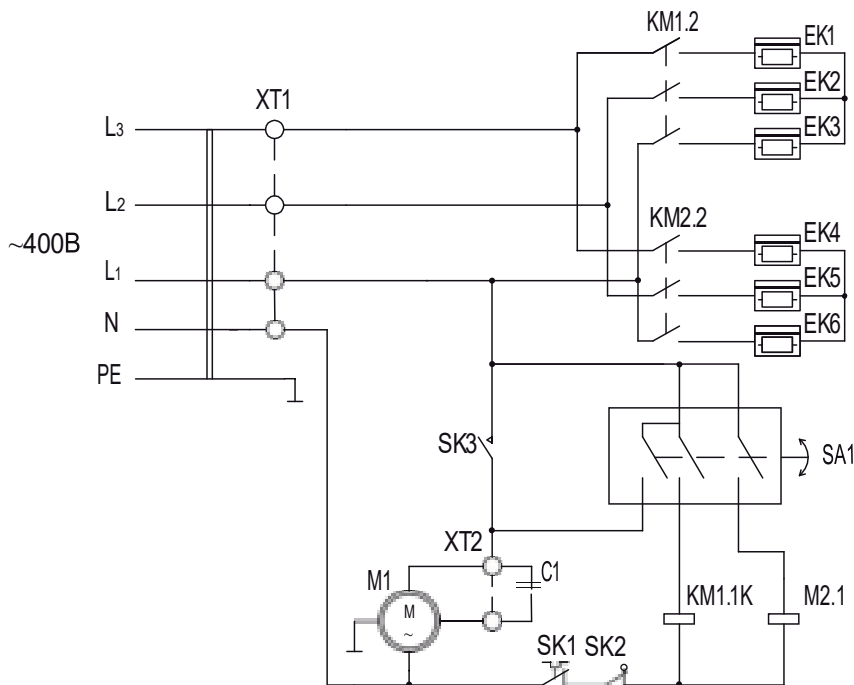 KM1.2
EK1
EK2
EK3
XT1
L3
L2
~400В
L1
N
PE
KM2.2
EK4
EK5
EK6
SK3
SA1
XT2
C1
M1
M
~
KM1.1K
M2.1
SK1 SK2